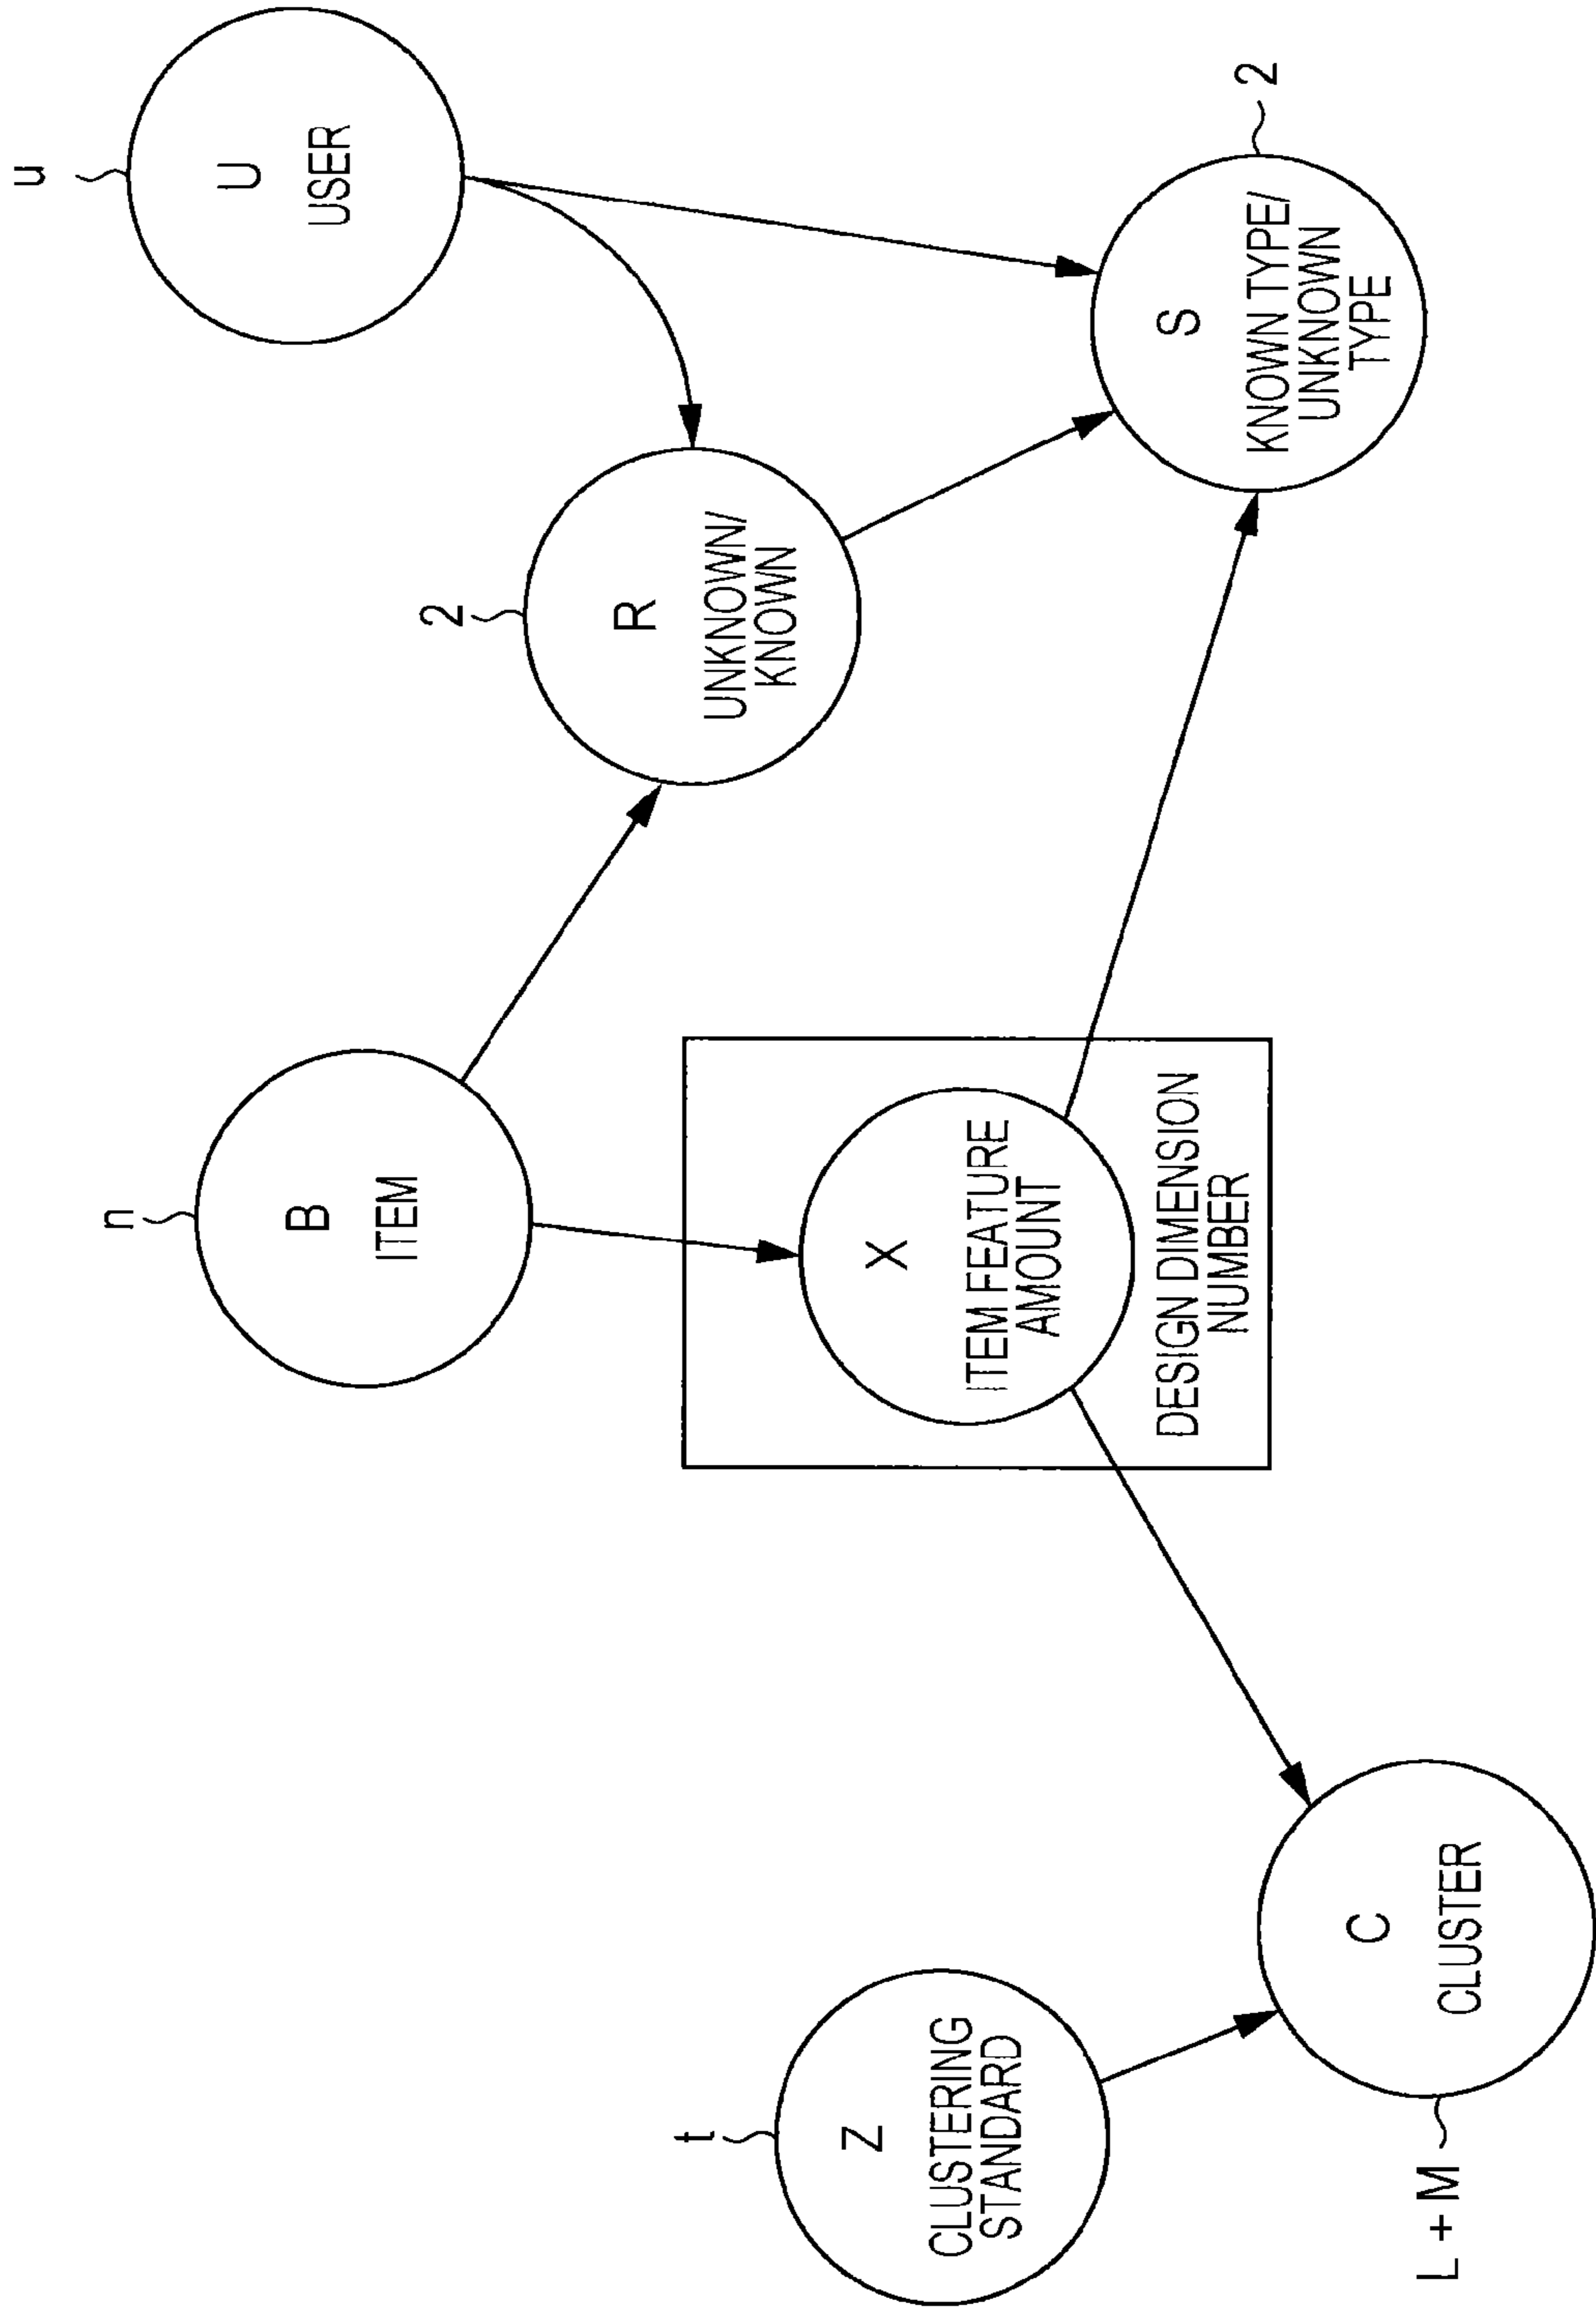 u
U
USER
n
B
ITEM
2
R
UNKNOWN/
KNOWN
t
Z
CLUSTERING
STANDARD
X
ITEM FEATURE
AMOUNT
DESIGN DIMENSION
NUMBER
S
KNOWN TYPE/
UNKNOWN
TYPE
2
L + M
C
CLUSTER